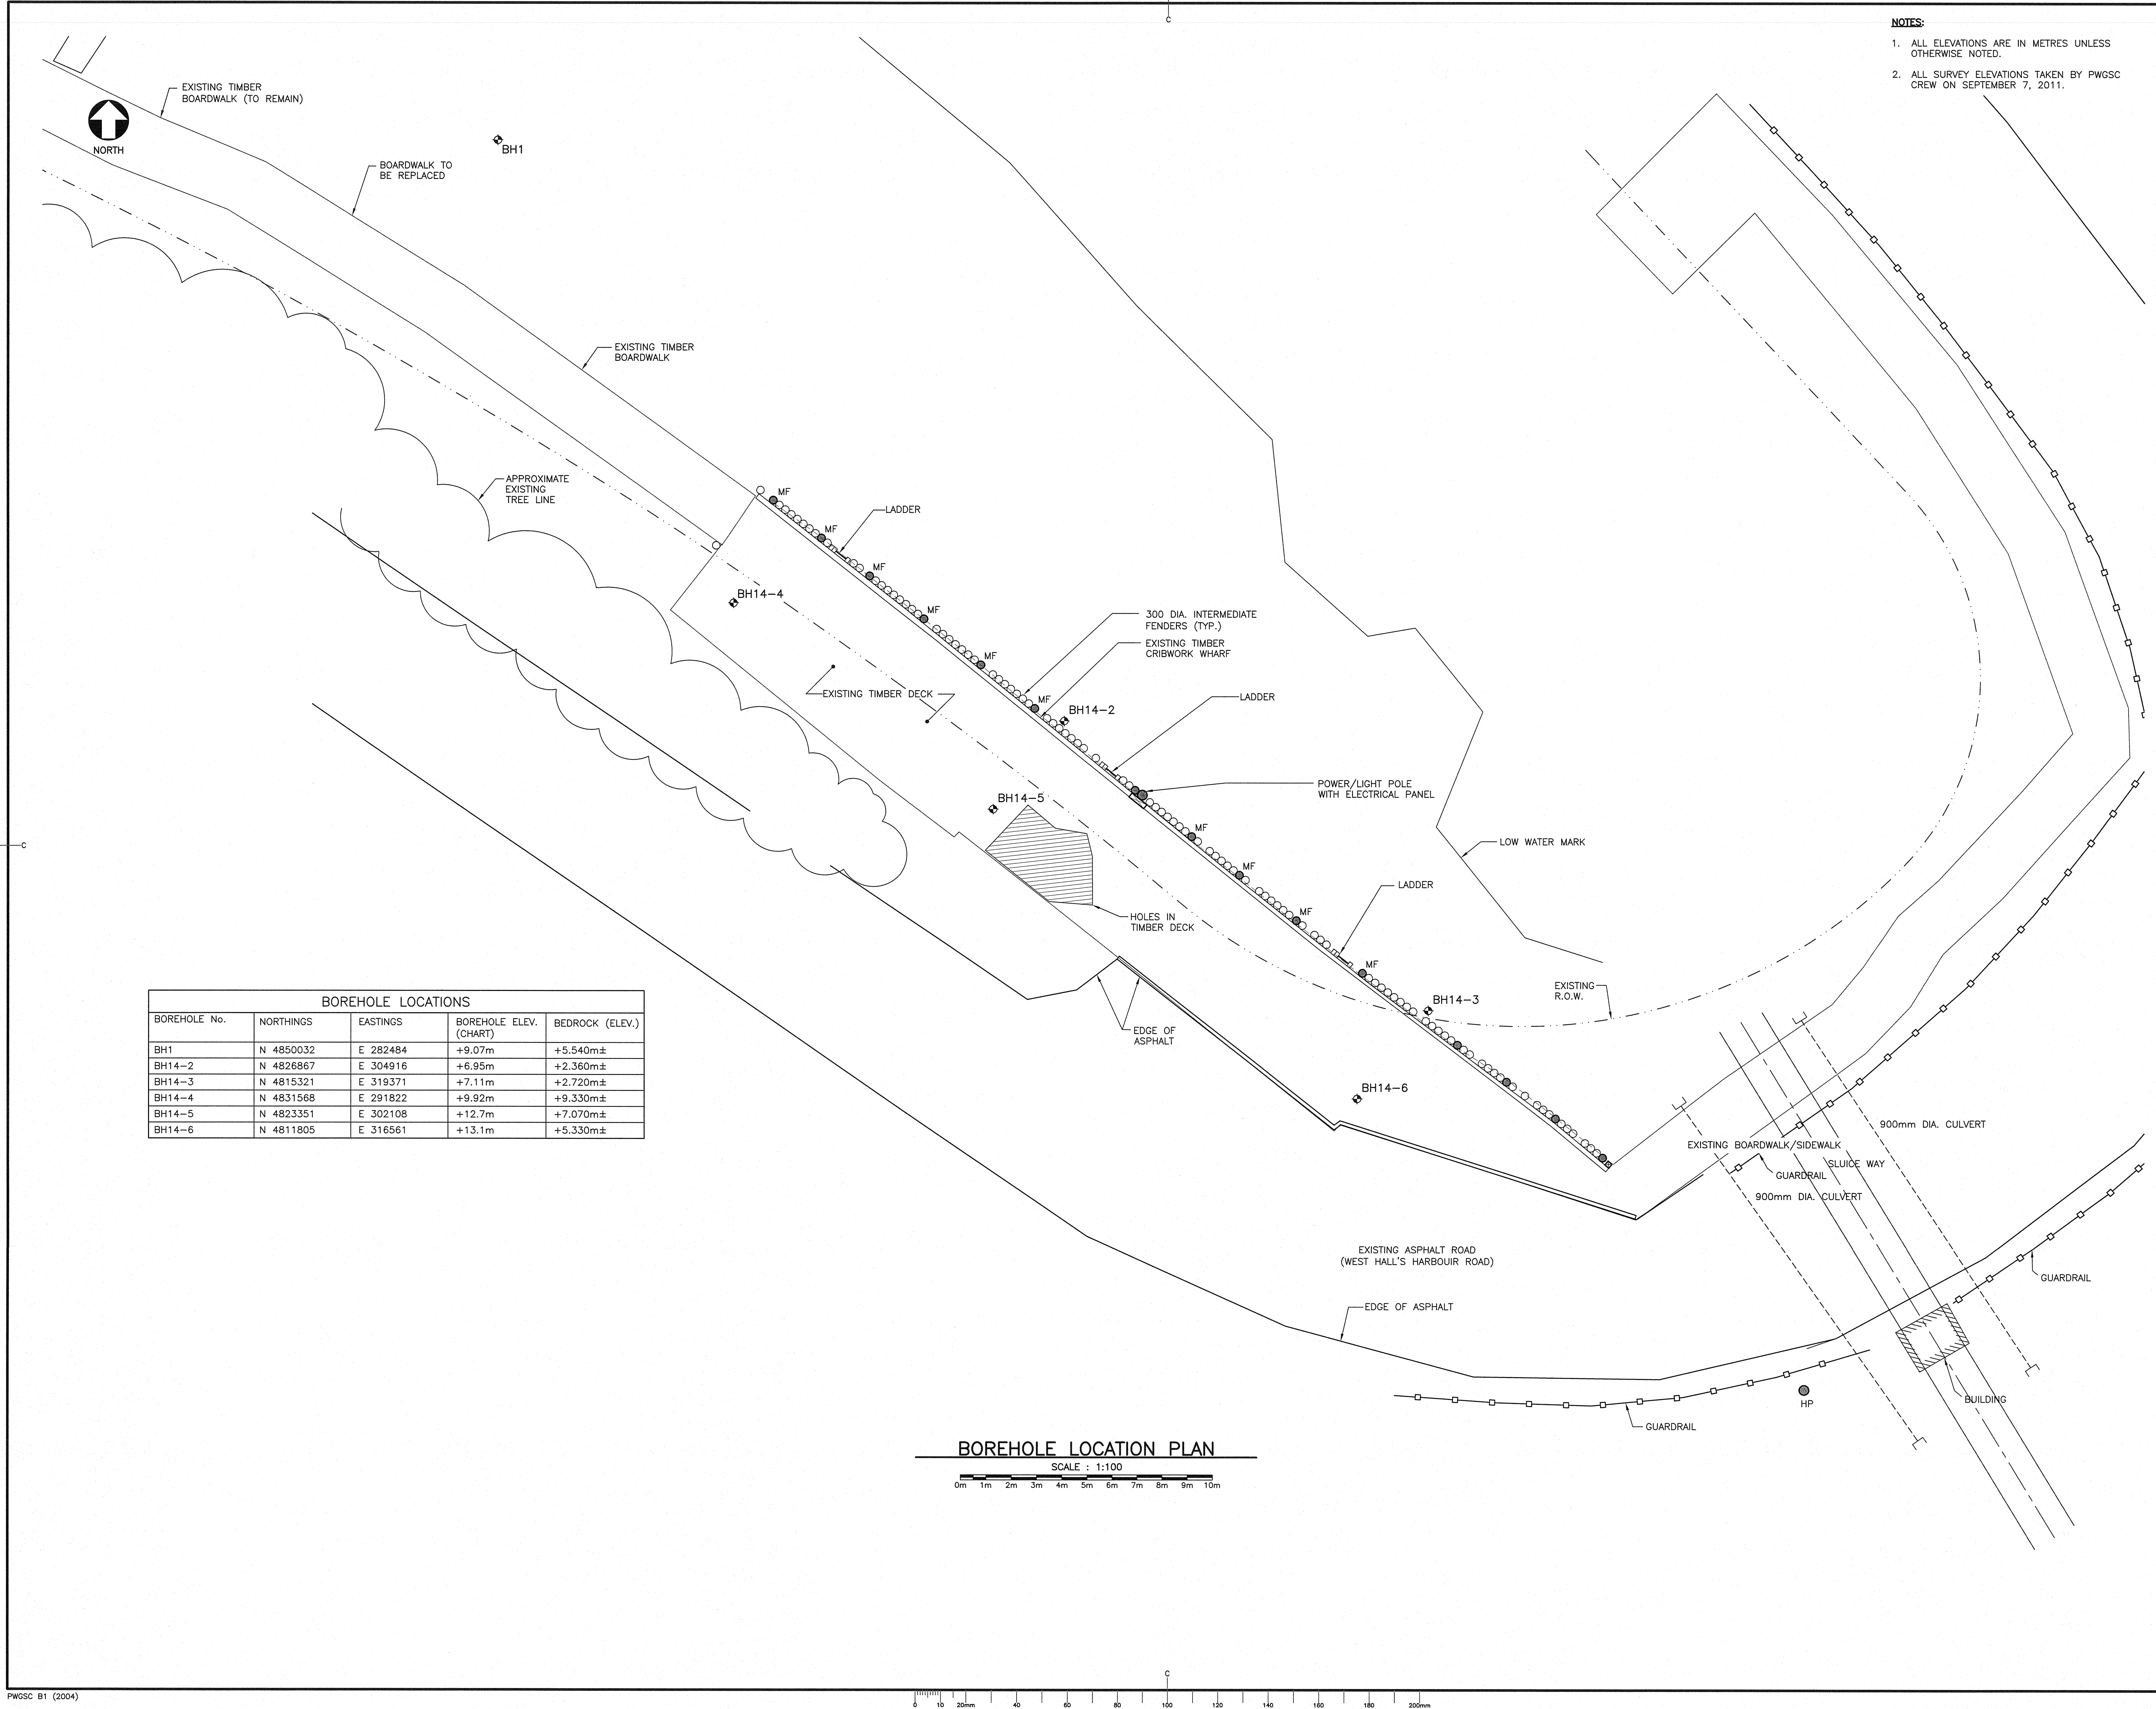 C
NOTES:
1. ALL ELEVATIONS ARE IN METRES UNLESS
OTHERWISE NOTED.
2. ALL SURVEY ELEVATIONS TAKEN BY PWGSC
CREW ON SEPTEMBER 7, 2011.
EXISTING TIMBER
BOARDWALK (TO REMAIN)
NORTH
BH1
BOARDWALK TO
BE REPLACED
EXISTING TIMBER
BOARDWALK
APPROXIMATE
EXISTING
TREE LINE
MF
LADDER
MF
MF
BH14-4
MF
300 DIA. INTERMEDIATE
FENDERS (TYP.)
EXISTING TIMBER
CRIBWORK WHARF
MF
EXISTING TIMBER DECK
MF
BH14-2
LADDER
POWER/LIGHT POLE
WITH ELECTRICAL PANEL
BH14-5
MF
C
LOW WATER MARK
MF
LADDER
MF
HOLES IN
TIMBER DECK
MF
EXISTING
R.O.W.
BH14-3
EDGE OF
ASPHALT
BH14-6
BOREHOLE LOCATIONS
BOREHOLE No. NORTHINGS EASTINGS BOREHOLE ELEV. (CHART) BEDROCK (ELEV.)
BH1 N 4850032 E 282484 +9.07m +5.540m±
BH14-2 N 4826867 E 304916 +6.95m +2.360m±
BH14-3 N 4815321 E 319371 +7.11m +2.720m±
BH14-4 N 4831568 E 291822 +9.92m +9.330m±
BH14-5 N 4823351 E 302108 +12.7m +7.070m±
BH14-6 N 4811805 E 316561 +13.1m +5.330m±
900mm DIA. CULVERT
EXISTING BOARDWALK/SIDEWALK
SLUICE WAY
GUARDRAIL
900mm DIA. CULVERT
EXISTING ASPHALT ROAD
(WEST HALL'S HARBOUIR ROAD)
GUARDRAIL
EDGE OF ASPHALT
BUILDING
HP
GUARDRAIL
BOREHOLE LOCATION PLAN
SCALE : 1:100
0m 1m 2m 3m 4m 5m 6m 7m 8m 9m 10m
C
PWGSC B1 (2004)
0 10 20mm 40 60 80 100 120 140 160 180 200mm